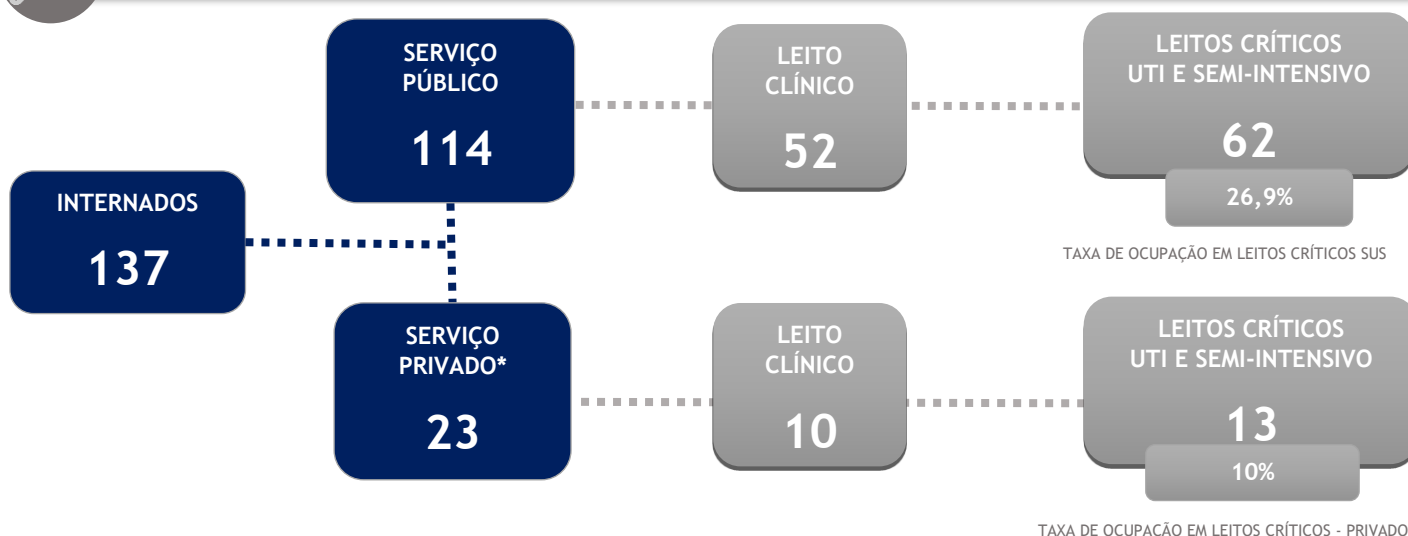 SERVIÇO
PÚBLICO
114
LEITO
CLÍNICO
52
LEITOS CRÍTICOS
UTI E SEMI-INTENSIVO
62
26,9%
TAXA DE OCUPAÇÃO EM LEITOS CRÍTICOS SUS
INTERNADOS
137
SERVIÇO
PRIVADO*
23
LEITO
CLÍNICO
10
LEITOS CRÍTICOS
UTI E SEMI-INTENSIVO
13
10%
TAXA DE OCUPAÇÃO EM LEITOS CRÍTICOS - PRIVADO